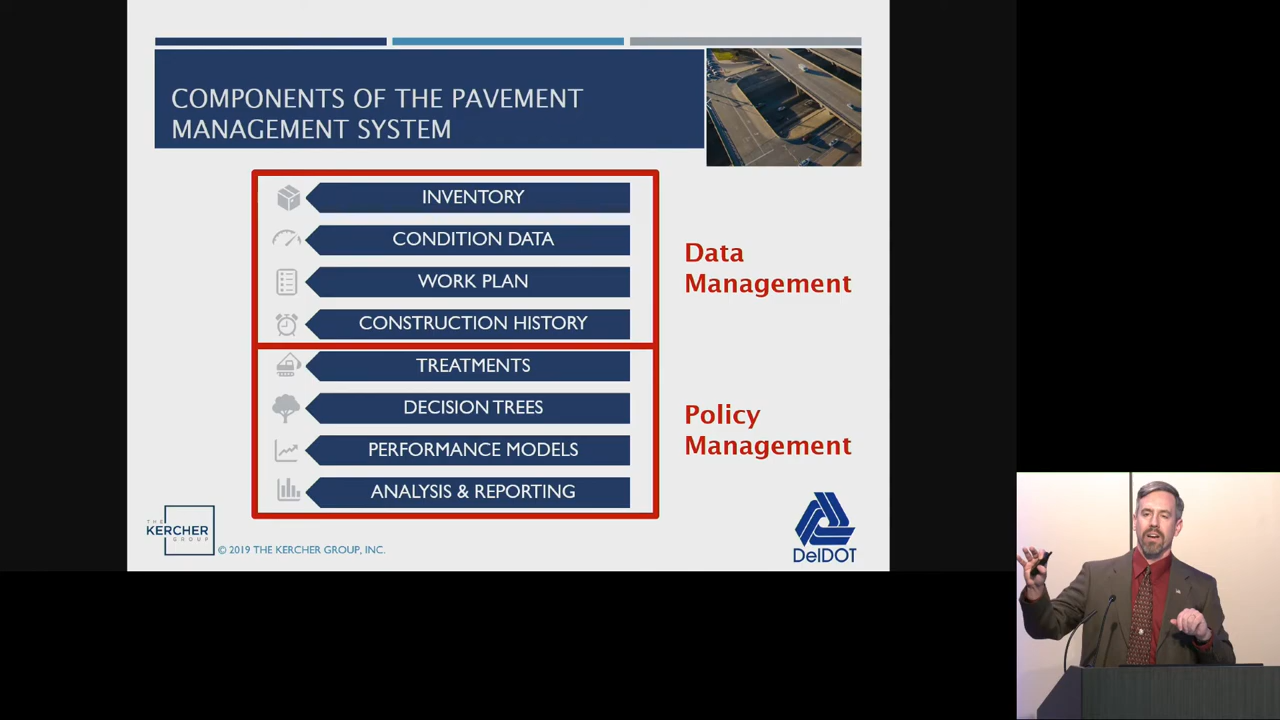 COMPONENTS OF THE PAVEMENT
MANAGEMENT SYSTEM
INVENTORY
CONDITION DATA
WORK PLAN
CONSTRUCTION HISTORY
TREATMENTS
DECISION TREES
PERFORMANCE MODELS
ANALYSIS & REPORTING
Data
Management
Policy
Management
THE
KERCHER
GROUP
© 2019 THE KERCHER GROUP, INC.
DelDOT